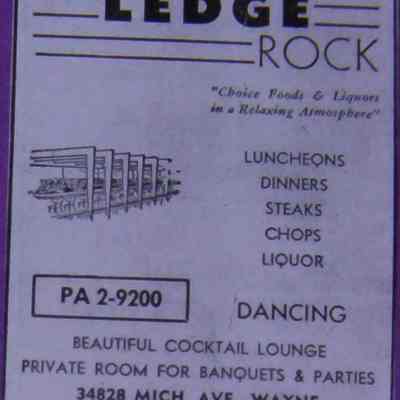 LEDGE
ROCK
"Choice Foods & Liquors
in a Relaxing Atmosphere"
LUNCHEONS
DINNERS
STEAKS
CHOPS
LIQUOR
PA 2-9200
DANCING
BEAUTIFUL COCKTAIL LOUNGE
PRIVATE ROOM FOR BANQUETS & PARTIES
34828 MICH. AVE. WAYNE